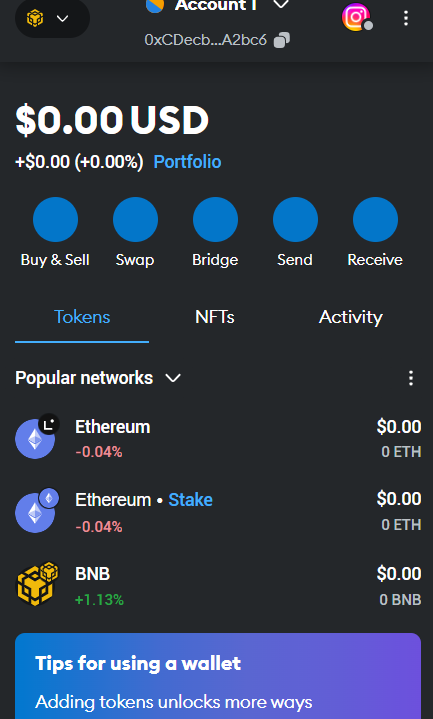 Account 1
0xCDecb...A2bc6
$0.00 USD
+$0.00 (+0.00%) Portfolio
Buy & Sell Swap Bridge Send Receive
Tokens NFTs Activity
Popular networks
Ethereum $0.00
-0.04% 0 ETH
Ethereum • Stake $0.00
-0.04% 0 ETH
BNB $0.00
+1.13% 0 BNB
Tips for using a wallet
Adding tokens unlocks more ways